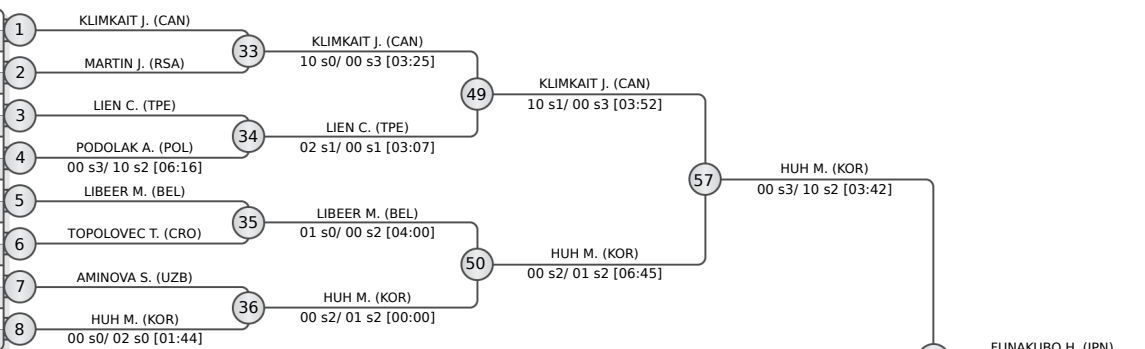 1
KLIMKAIT J. (CAN)
2
MARTIN J. (RSA)
33
KLIMKAIT J. (CAN)
10 s0/ 00 s3 [03:25]
3
LIEN C. (TPE)
4
PODOLAK A. (POL)
00 s3/ 10 s2 [06:16]
34
LIEN C. (TPE)
02 s1/ 00 s1 [03:07]
49
KLIMKAIT J. (CAN)
10 s1/ 00 s3 [03:52]
5
LIBEER M. (BEL)
6
TOPOLOVEC T. (CRO)
35
LIBEER M. (BEL)
01 s0/ 00 s2 [04:00]
7
AMINOVA S. (UZB)
8
HUH M. (KOR)
00 s0/ 02 s0 [01:44]
36
HUH M. (KOR)
00 s2/ 01 s2 [00:00]
50
HUH M. (KOR)
00 s2/ 01 s2 [06:45]
57
HUH M. (KOR)
00 s3/ 10 s2 [03:42]
FUNAKUBO H. (JPN)